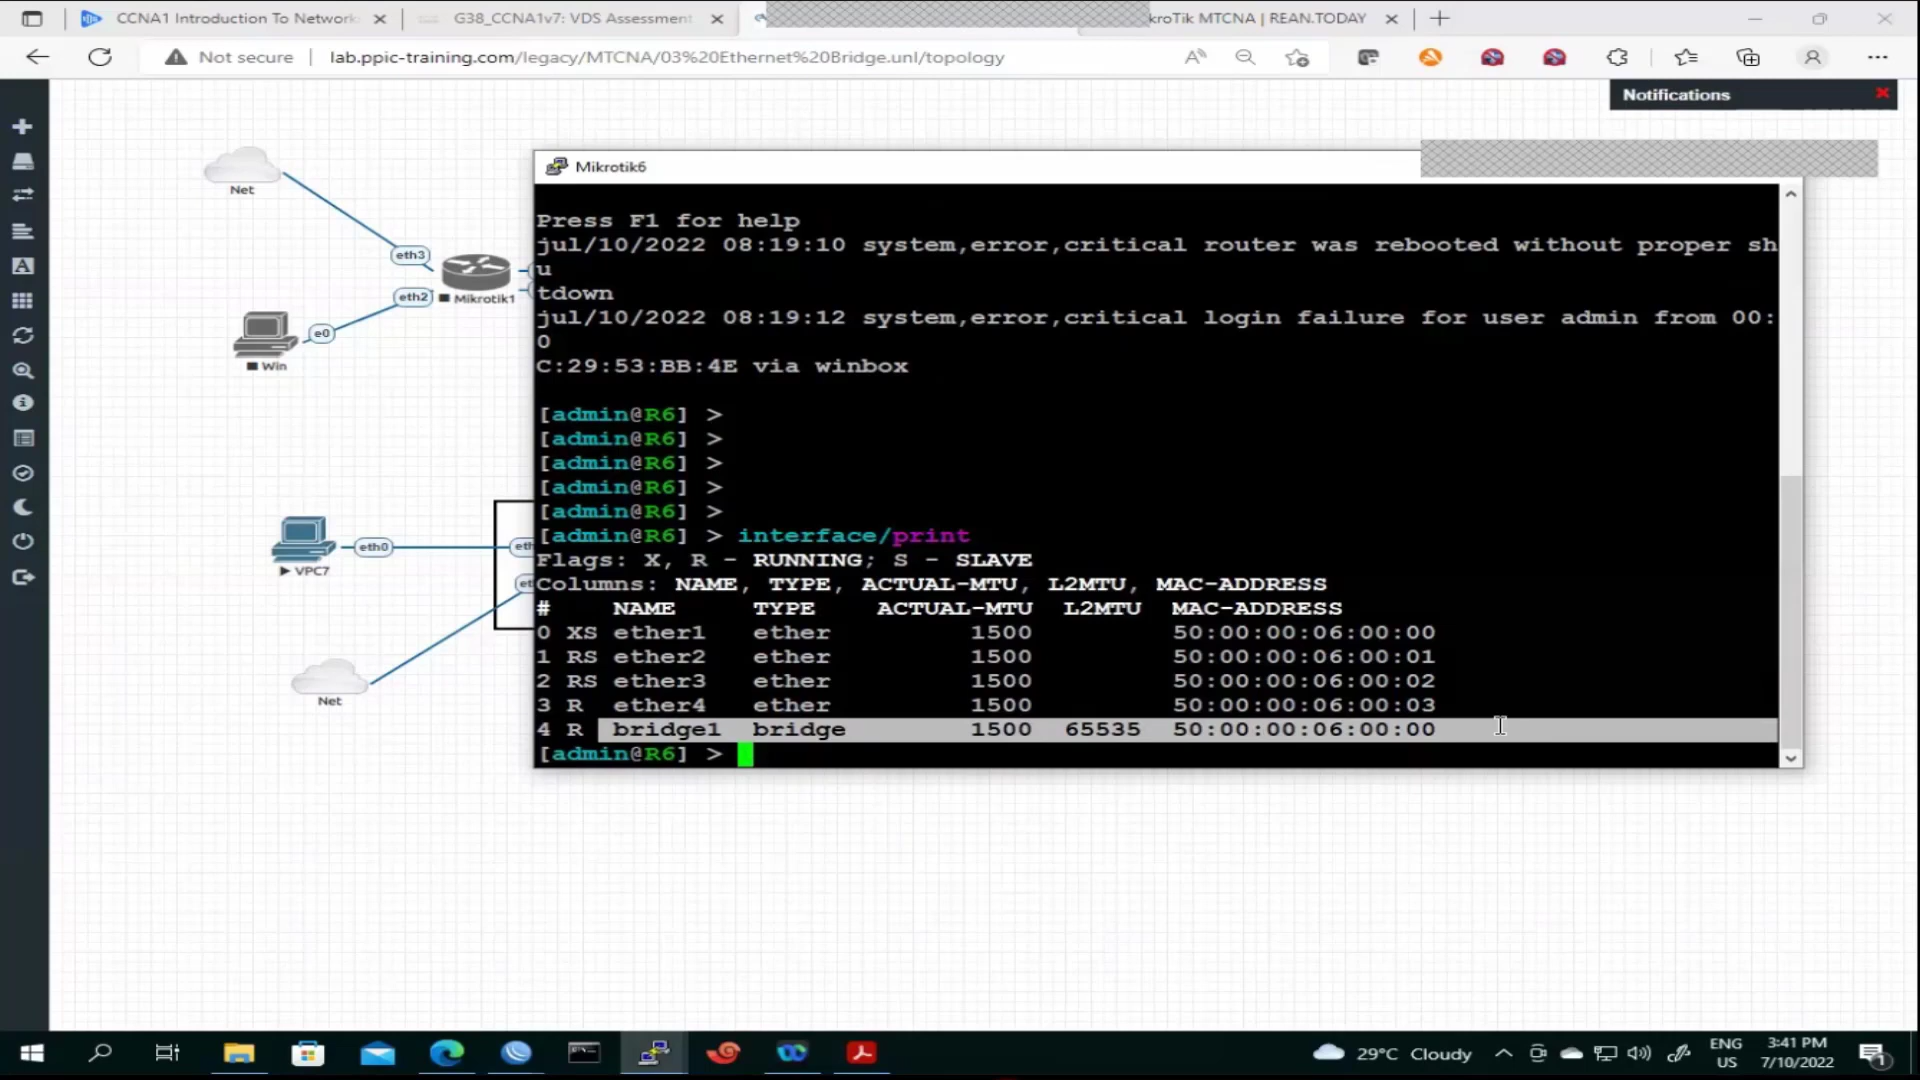 CCNA1 Introduction To Network
G38_CCNA1v7: VDS Assessment
kroTik MTCNA | REAN.TODAY
Not secure
lab.ppic-training.com/legacy/MTCNA/03%20Ethernet%20Bridge.unl/topology
Notifications
Net
eth3
Mikrotik1
eth2
e0
Win
VPC7
eth0
eth
et
Net
Mikrotik6
Press F1 for help
jul/10/2022 08:19:10 system,error,critical router was rebooted without proper sh
u
tdown
jul/10/2022 08:19:12 system,error,critical login failure for user admin from 00:
0
C:29:53:BB:4E via winbox
[admin@R6] >
[admin@R6] >
[admin@R6] >
[admin@R6] >
[admin@R6] >
[admin@R6] > interface/print
Flags: X, R - RUNNING; S - SLAVE
Columns: NAME, TYPE, ACTUAL-MTU, L2MTU, MAC-ADDRESS
# NAME TYPE ACTUAL-MTU L2MTU MAC-ADDRESS
0 XS ether1 ether 1500 50:00:00:06:00:00
1 RS ether2 ether 1500 50:00:00:06:00:01
2 RS ether3 ether 1500 50:00:00:06:00:02
3 R ether4 ether 1500 50:00:00:06:00:03
4 R bridge1 bridge 1500 65535 50:00:00:06:00:00
[admin@R6] >
29°C Cloudy
ENG
US
3:41 PM
7/10/2022
1